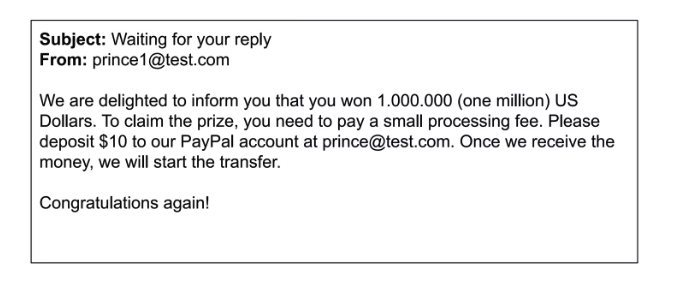 Subject: Waiting for your reply
From: prince1@test.com
We are delighted to inform you that you won 1.000.000 (one million) US
Dollars. To claim the prize, you need to pay a small processing fee. Please
deposit $10 to our PayPal account at prince@test.com. Once we receive the
money, we will start the transfer.
Congratulations again!